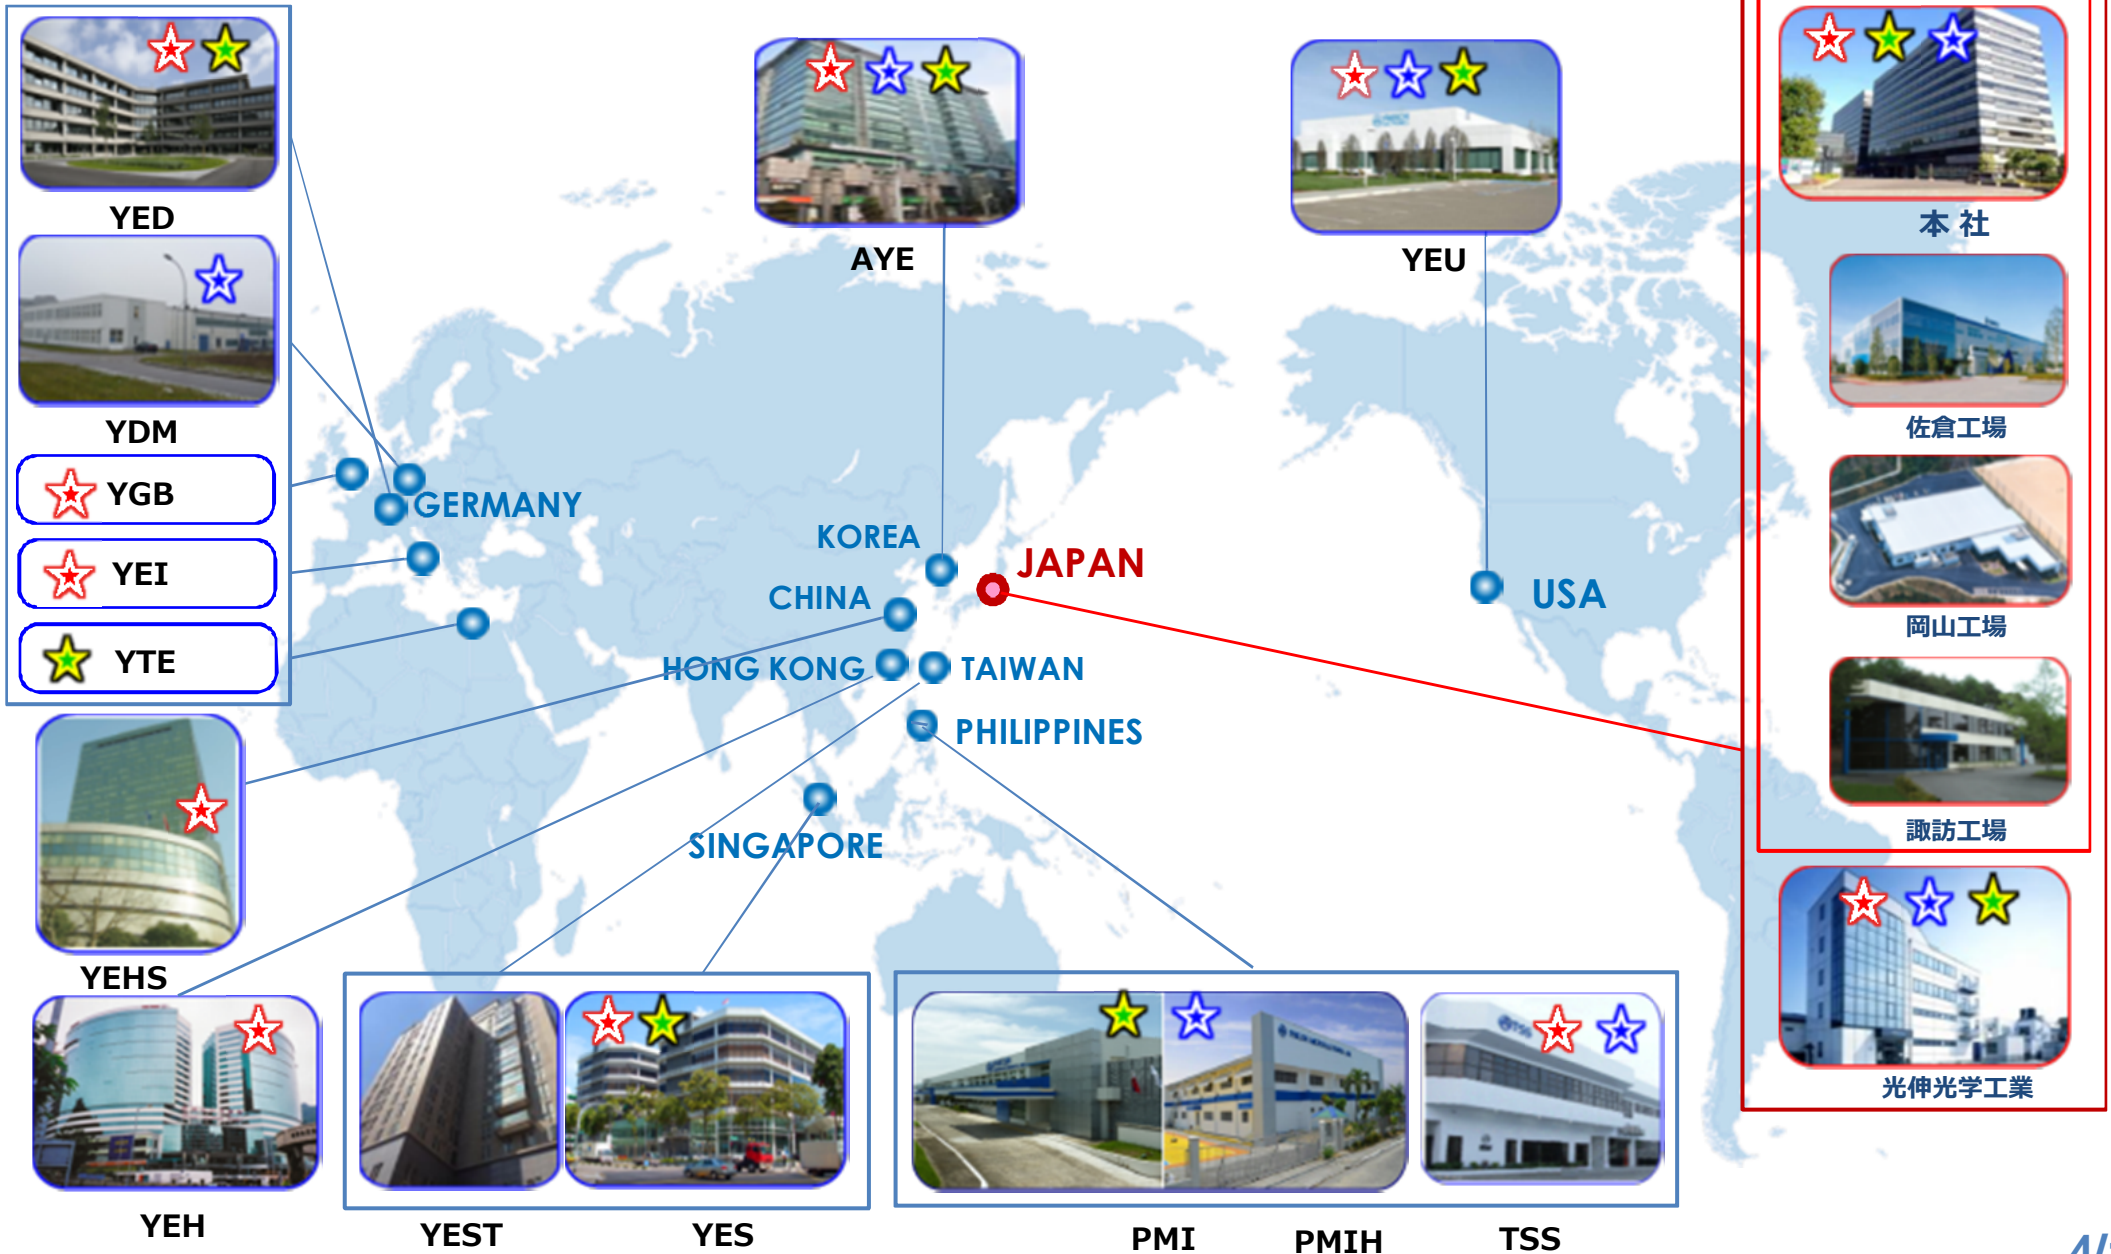 YED
YDM
YGB
YEI
YTE
YEHS
YEH
AYE
YEU
本 社
佐倉工場
岡山工場
諏訪工場
光伸光学工業
GERMANY
KOREA
JAPAN
CHINA
USA
HONG KONG
TAIWAN
PHILIPPINES
SINGAPORE
TSS
YEST
YES
PMI
PMIH
TSS